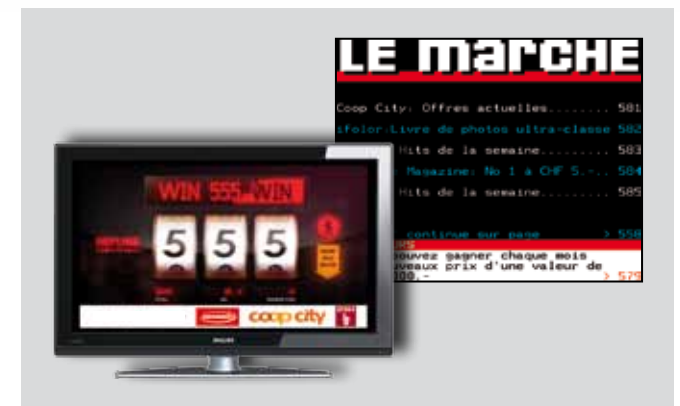 LE marcHE
Coop City: Offres actuelles........ 581
ifolor:Livre de photos ultra-classe 582
Hits de la semaine......... 583
Magazine: No 1 à CHF 5.-.. 584
Hits de la semaine......... 585
continue sur page > 558
ouvez gagner chaque mois
uveaux prix d'une valeur de
000.- > 579
WIN 555 WIN
5 5 5
coop city
PHILIPS